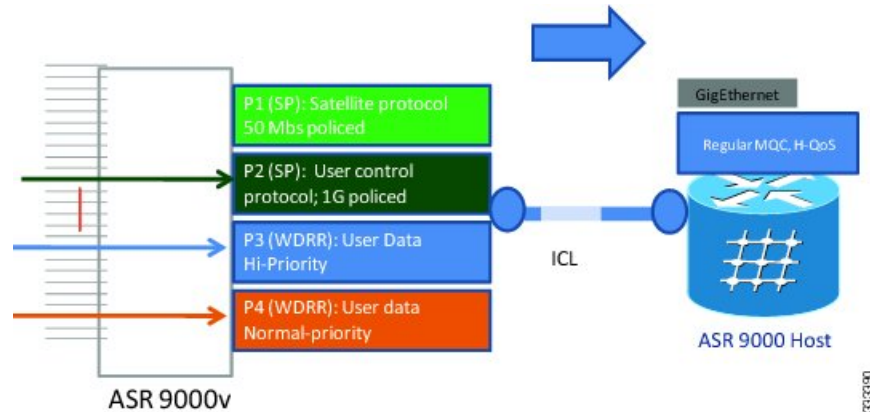 P1 (SP): Satellite protocol
50 Mbs policed
P2 (SP): User control
protocol; 1G policed
P3 (WDRR): User Data
Hi-Priority
P4 (WDRR): User data
Normal-priority
ASR 9000v
ICL
GigEthernet
Regular MQC, H-QoS
ASR 9000 Host
333390